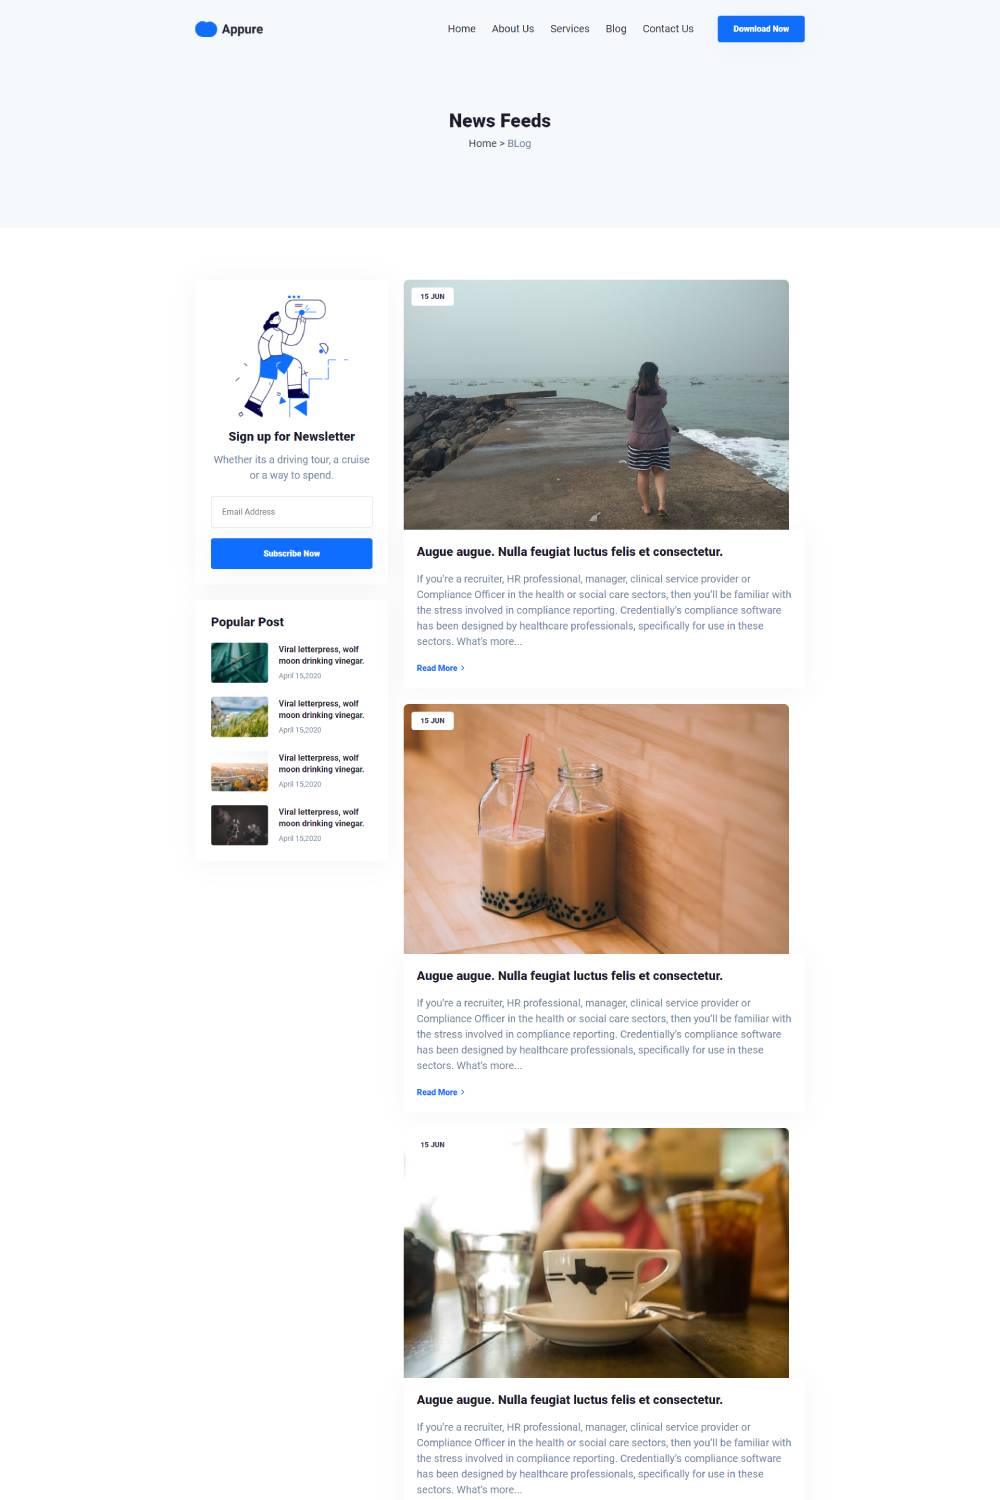 Appure
Home About Us Services Blog Contact Us Download Now
News Feeds
Home > BLog
Sign up for Newsletter
Whether its a driving tour, a cruise
or a way to spend.
Email Address
Subscribe Now
Popular Post
Viral letterpress, wolf
moon drinking vinegar.
April 15,2020
Viral letterpress, wolf
moon drinking vinegar.
April 15,2020
Viral letterpress, wolf
moon drinking vinegar.
April 15,2020
Viral letterpress, wolf
moon drinking vinegar.
April 15,2020
15 JUN
Augue augue. Nulla feugiat luctus felis et consectetur.
If you're a recruiter, HR professional, manager, clinical service provider or
Compliance Officer in the health or social care sectors, then you'll be familiar with
the stress involved in compliance reporting. Credentially's compliance software
has been designed by healthcare professionals, specifically for use in these
sectors. What's more...
Read More >
15 JUN
Augue augue. Nulla feugiat luctus felis et consectetur.
If you're a recruiter, HR professional, manager, clinical service provider or
Compliance Officer in the health or social care sectors, then you'll be familiar with
the stress involved in compliance reporting. Credentially's compliance software
has been designed by healthcare professionals, specifically for use in these
sectors. What's more...
Read More >
15 JUN
Augue augue. Nulla feugiat luctus felis et consectetur.
If you're a recruiter, HR professional, manager, clinical service provider or
Compliance Officer in the health or social care sectors, then you'll be familiar with
the stress involved in compliance reporting. Credentially's compliance software
has been designed by healthcare professionals, specifically for use in these
sectors. What's more...